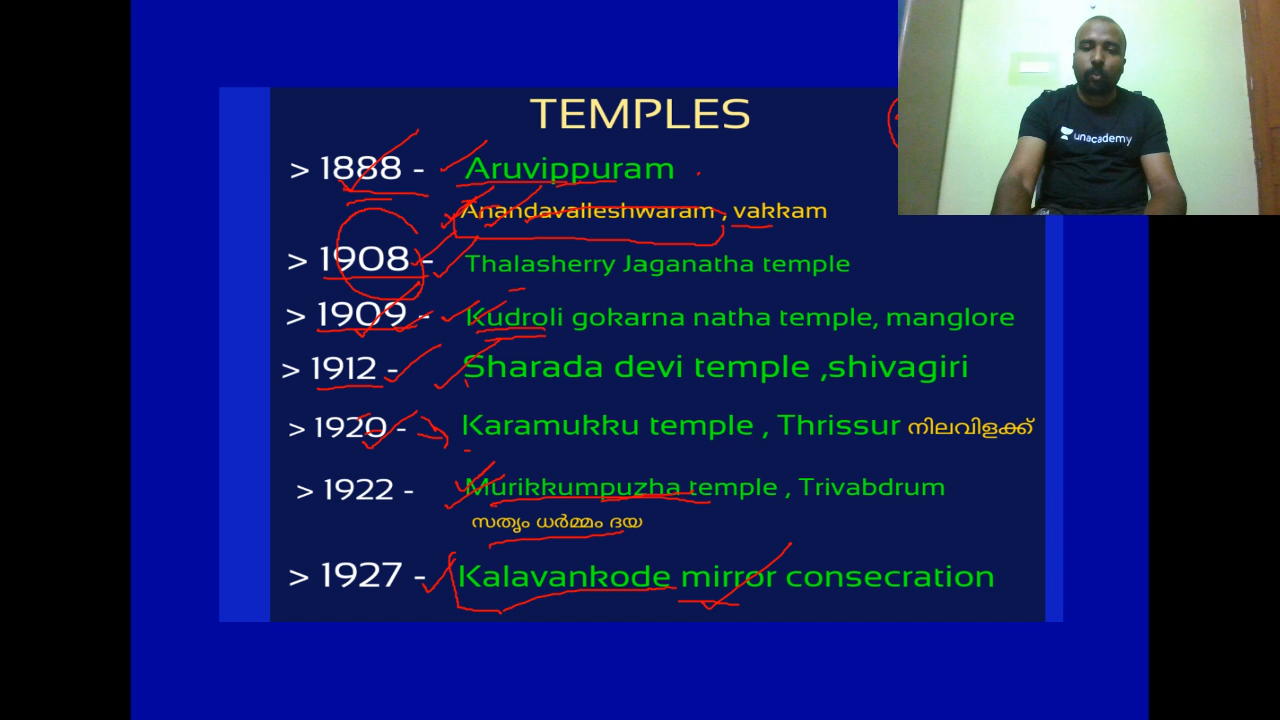 TEMPLES
> 1888 - Aruvippuram
Anandavalleshwaram , vakkam
> 1908 - Thalasherry Jaganatha temple
> 1909 - Kudroli gokarna natha temple, manglore
> 1912 - Sharada devi temple ,shivagiri
> 1920 - Karamukku temple , Thrissur നിലവിളക്ക്
> 1922 - Murikkumpuzha temple , Trivabdrum
സത്യം ധർമ്മം ദയ
> 1927 - Kalavankode mirror consecration
unacademy